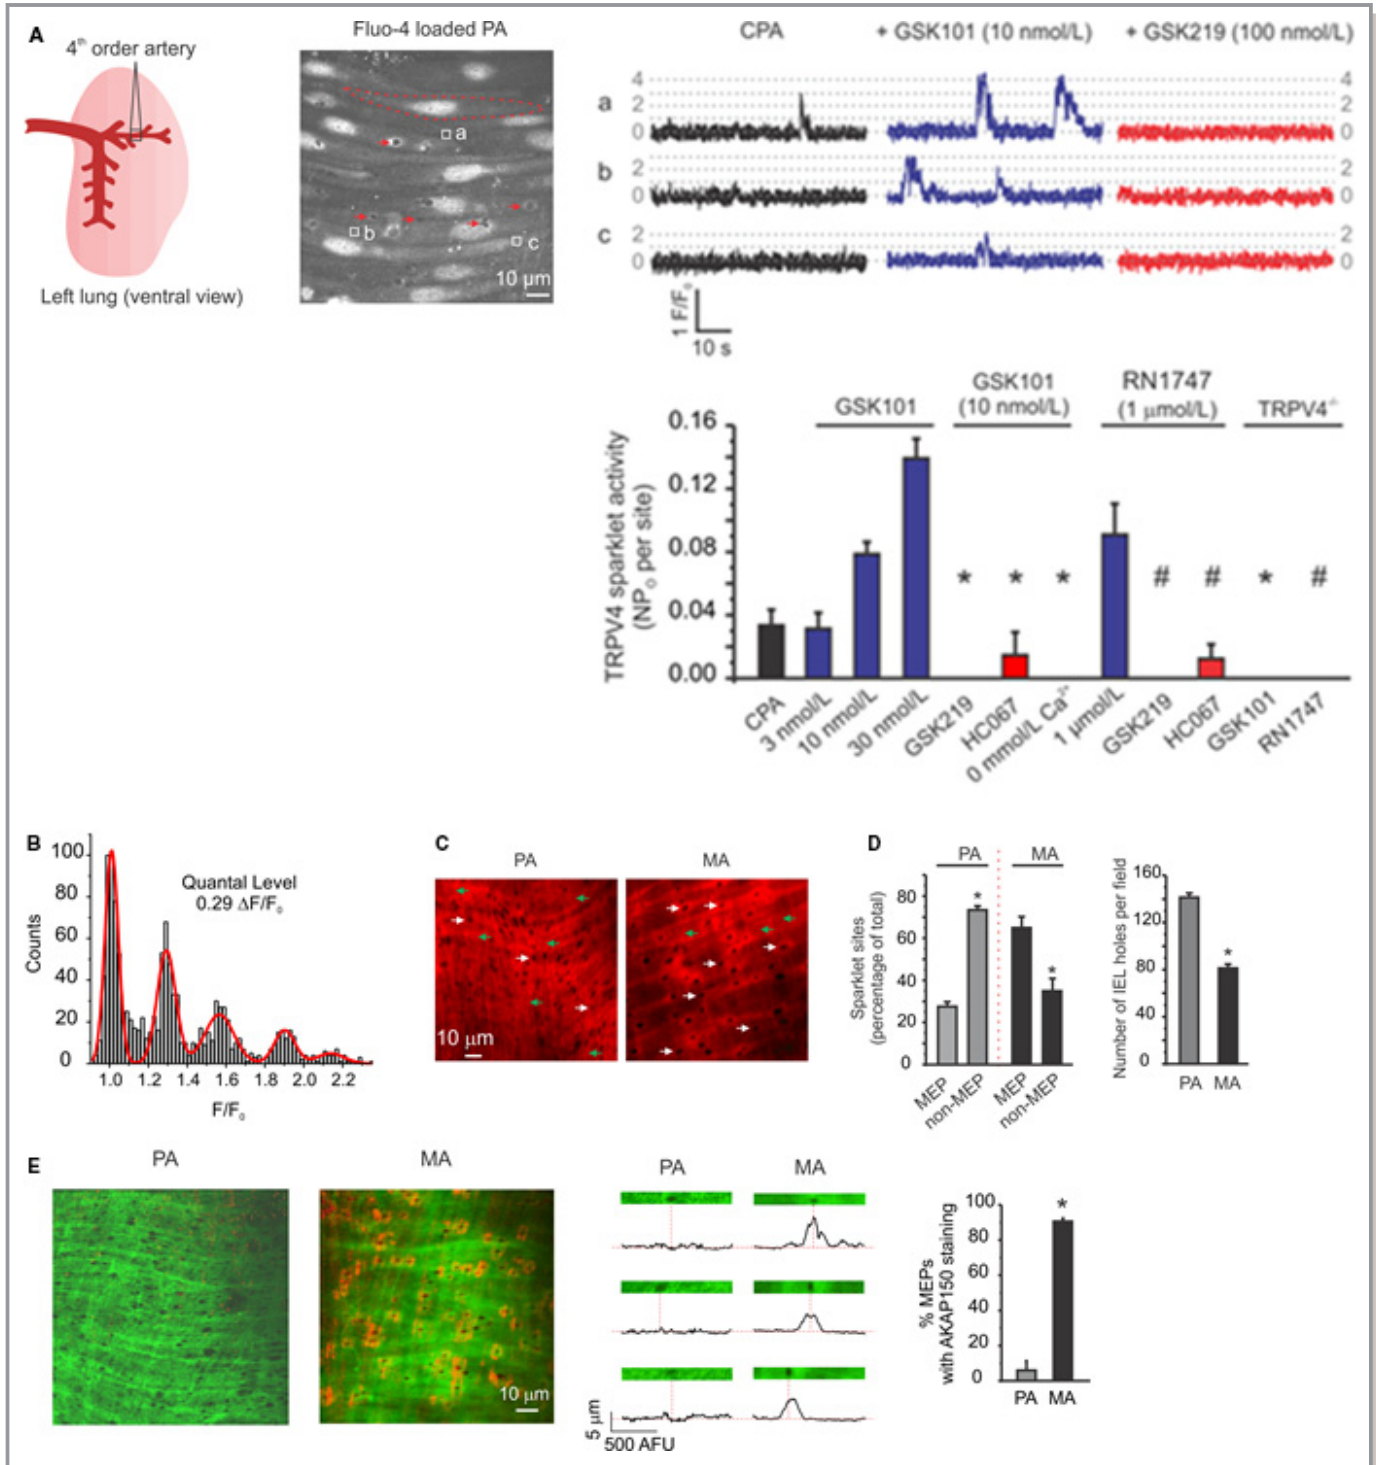 A
4th order artery
Left lung (ventral view)
Fluo-4 loaded PA
a
b
c
10 μm
CPA
+ GSK101 (10 nmol/L)
+ GSK219 (100 nmol/L)
a
4
2
0
4
2
0
b
2
0
2
0
c
2
0
2
0
1 F/F0
10 s
GSK101
GSK101
(10 nmol/L)
RN1747
(1 μmol/L)
TRPV4-/-
TRPV4 sparklet activity
(NPO per site)
0.16
0.12
0.08
0.04
0.00
* * * # # * #
CPA
3 nmol/L
10 nmol/L
30 nmol/L
GSK219
HC067
0 mmol/L Ca2+
1 μmol/L
GSK219
HC067
GSK101
RN1747
B
Counts
100
80
60
40
20
0
Quantal Level
0.29 ΔF/F0
1.0 1.2 1.4 1.6 1.8 2.0 2.2
F/F0
C
PA
MA
10 μm
D
PA
MA
Sparklet sites
(percentage of total)
80
60
40
20
0
*
*
MEP
non-MEP
MEP
non-MEP
Number of IEL holes per field
160
120
80
40
0
*
PA MA
E
PA
MA
10 μm
PA
MA
5 μm
500 AFU
% MEPs
with AKAP150 staining
100
80
60
40
20
0
*
PA MA